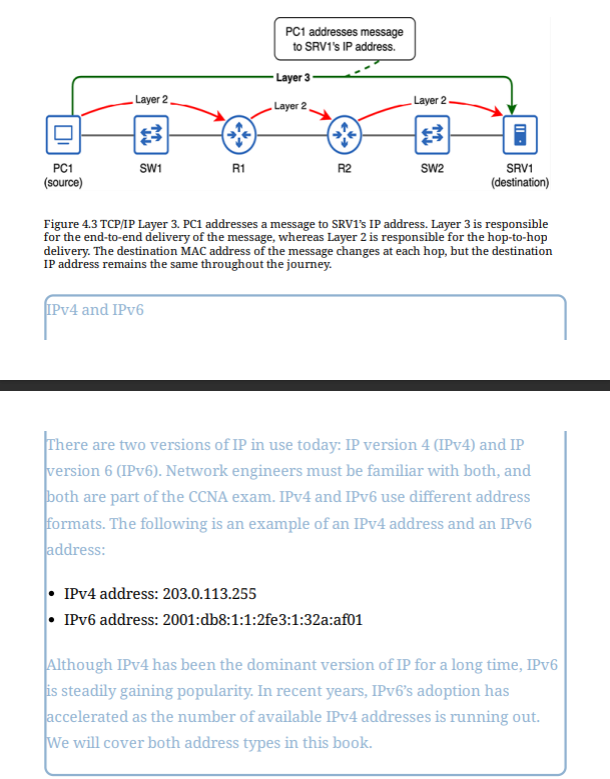 PC1 addresses message
to SRV1's IP address.
Layer 3
Layer 2
Layer 2
Layer 2
PC1
(source)
SW1
R1
R2
SW2
SRV1
(destination)
Figure 4.3 TCP/IP Layer 3. PC1 addresses a message to SRV1’s IP address. Layer 3 is responsible
for the end-to-end delivery of the message, whereas Layer 2 is responsible for the hop-to-hop
delivery. The destination MAC address of the message changes at each hop, but the destination
IP address remains the same throughout the journey.
IPv4 and IPv6
There are two versions of IP in use today: IP version 4 (IPv4) and IP
version 6 (IPv6). Network engineers must be familiar with both, and
both are part of the CCNA exam. IPv4 and IPv6 use different address
formats. The following is an example of an IPv4 address and an IPv6
address:
• IPv4 address: 203.0.113.255
• IPv6 address: 2001:db8:1:1:2fe3:1:32a:af01
Although IPv4 has been the dominant version of IP for a long time, IPv6
is steadily gaining popularity. In recent years, IPv6’s adoption has
accelerated as the number of available IPv4 addresses is running out.
We will cover both address types in this book.